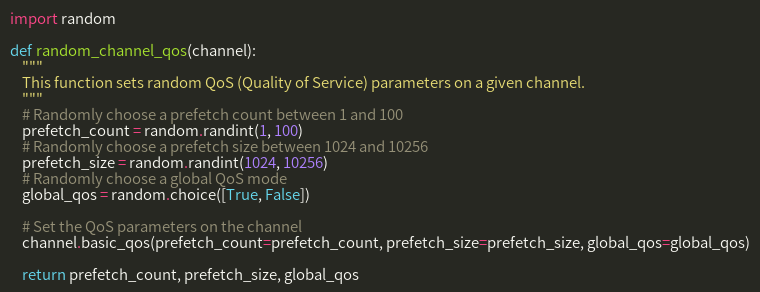 import random

def random_channel_qos(channel):
    """
    This function sets random QoS (Quality of Service) parameters on a given channel.
    """
    # Randomly choose a prefetch count between 1 and 100
    prefetch_count = random.randint(1, 100)
    # Randomly choose a prefetch size between 1024 and 10256
    prefetch_size = random.randint(1024, 10256)
    # Randomly choose a global QoS mode
    global_qos = random.choice([True, False])

    # Set the QoS parameters on the channel
    channel.basic_qos(prefetch_count=prefetch_count, prefetch_size=prefetch_size, global_qos=global_qos)

    return prefetch_count, prefetch_size, global_qos